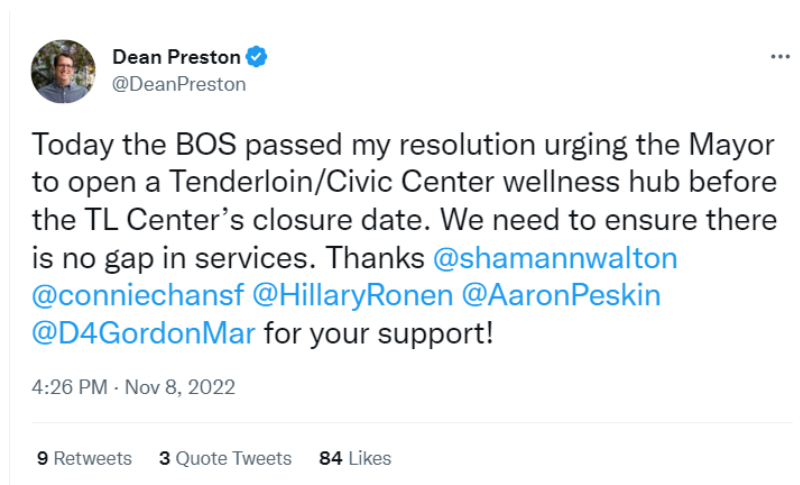 Dean Preston
@DeanPreston
Today the BOS passed my resolution urging the Mayor
to open a Tenderloin/Civic Center wellness hub before
the TL Center’s closure date. We need to ensure there
is no gap in services. Thanks @shamannwalton
@conniechansf @HillaryRonen @AaronPeskin
@D4GordonMar for your support!
4:26 PM · Nov 8, 2022
9 Retweets 3 Quote Tweets 84 Likes